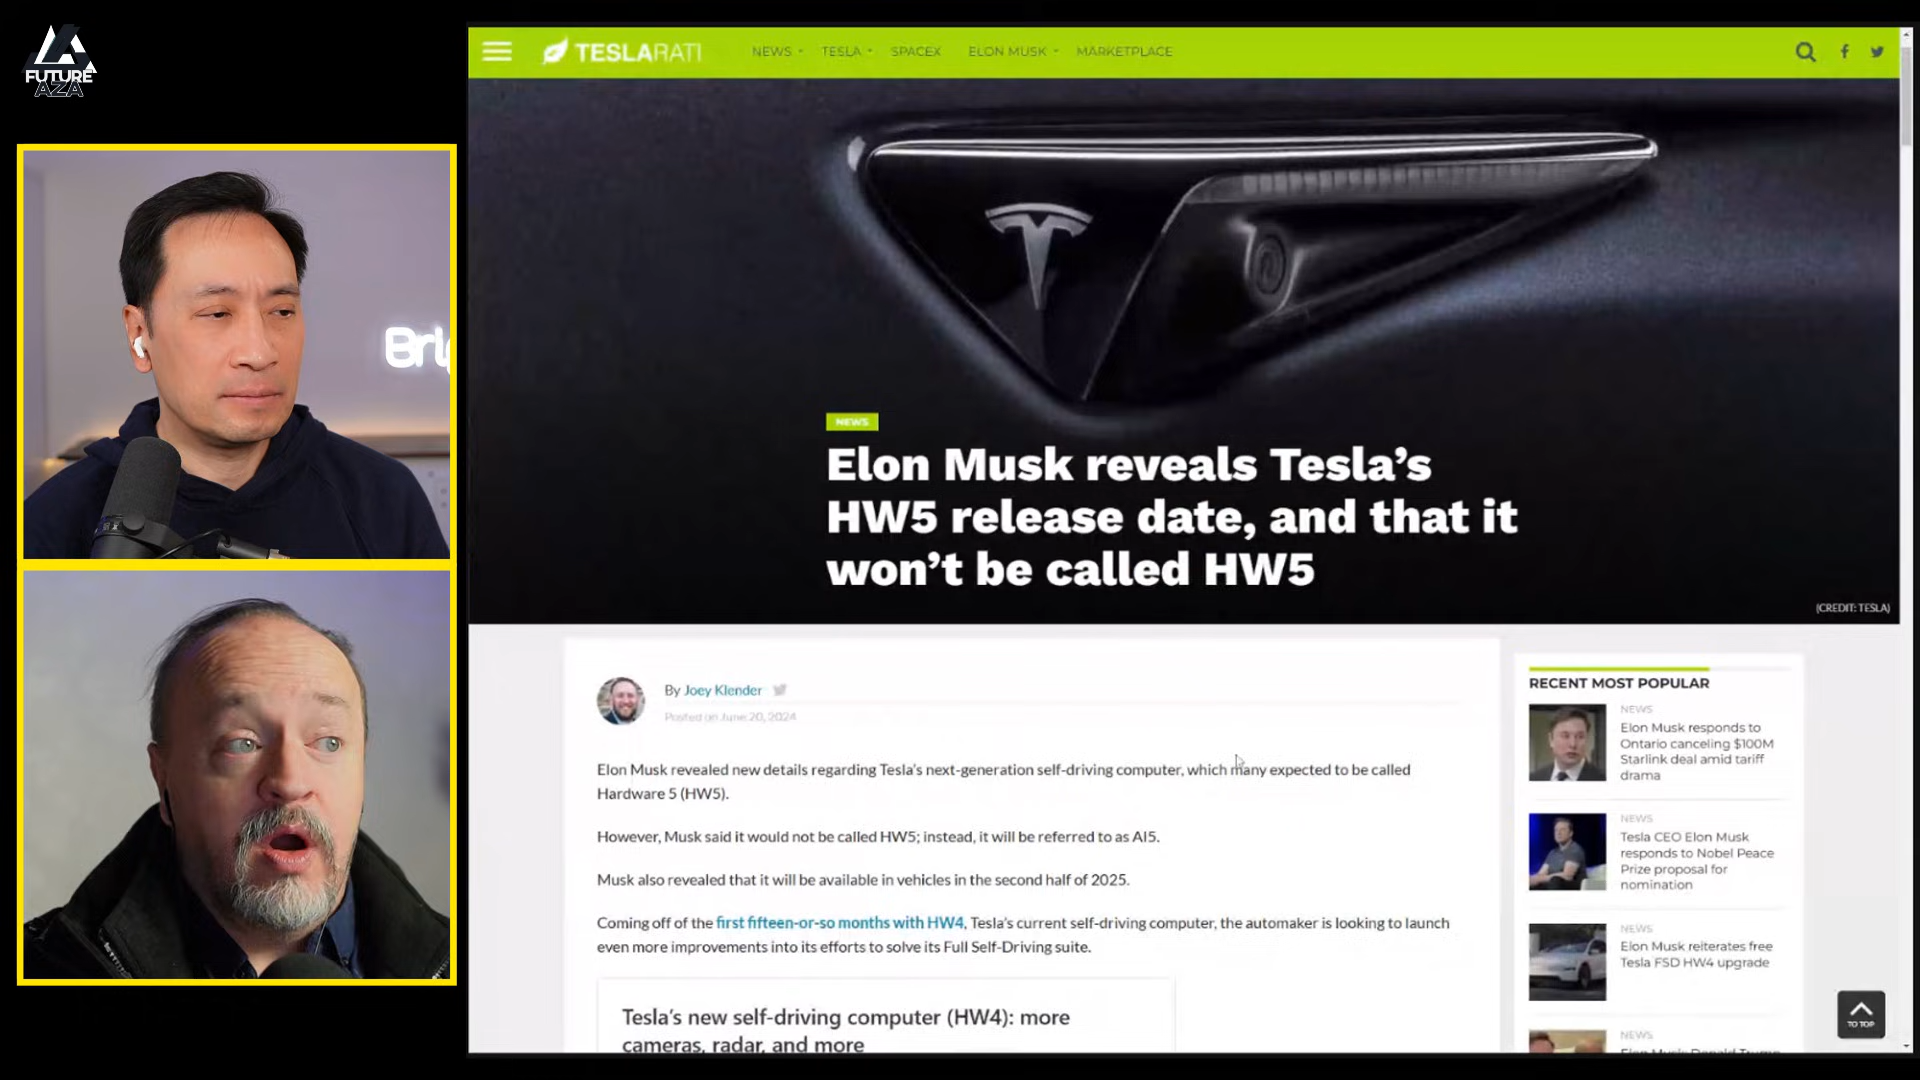 FUTURE
AZA
Bri
TESLARATI
NEWS
TESLA
SPACEX
ELON MUSK
MARKETPLACE
NEWS
Elon Musk reveals Tesla’s
HW5 release date, and that it
won’t be called HW5
(CREDIT: TESLA)
By Joey Klender
Posted on June 20, 2024
Elon Musk revealed new details regarding Tesla’s next-generation self-driving computer, which many expected to be called
Hardware 5 (HW5).
However, Musk said it would not be called HW5; instead, it will be referred to as AI5.
Musk also revealed that it will be available in vehicles in the second half of 2025.
Coming off of the first fifteen-or-so months with HW4, Tesla’s current self-driving computer, the automaker is looking to launch
even more improvements into its efforts to solve its Full Self-Driving suite.
Tesla’s new self-driving computer (HW4): more
cameras, radar, and more
RECENT MOST POPULAR
NEWS
Elon Musk responds to
Ontario canceling $100M
Starlink deal amid tariff
drama
NEWS
Tesla CEO Elon Musk
responds to Nobel Peace
Prize proposal for
nomination
NEWS
Elon Musk reiterates free
Tesla FSD HW4 upgrade
NEWS
Elon Musk, Donald Trump
TO TOP